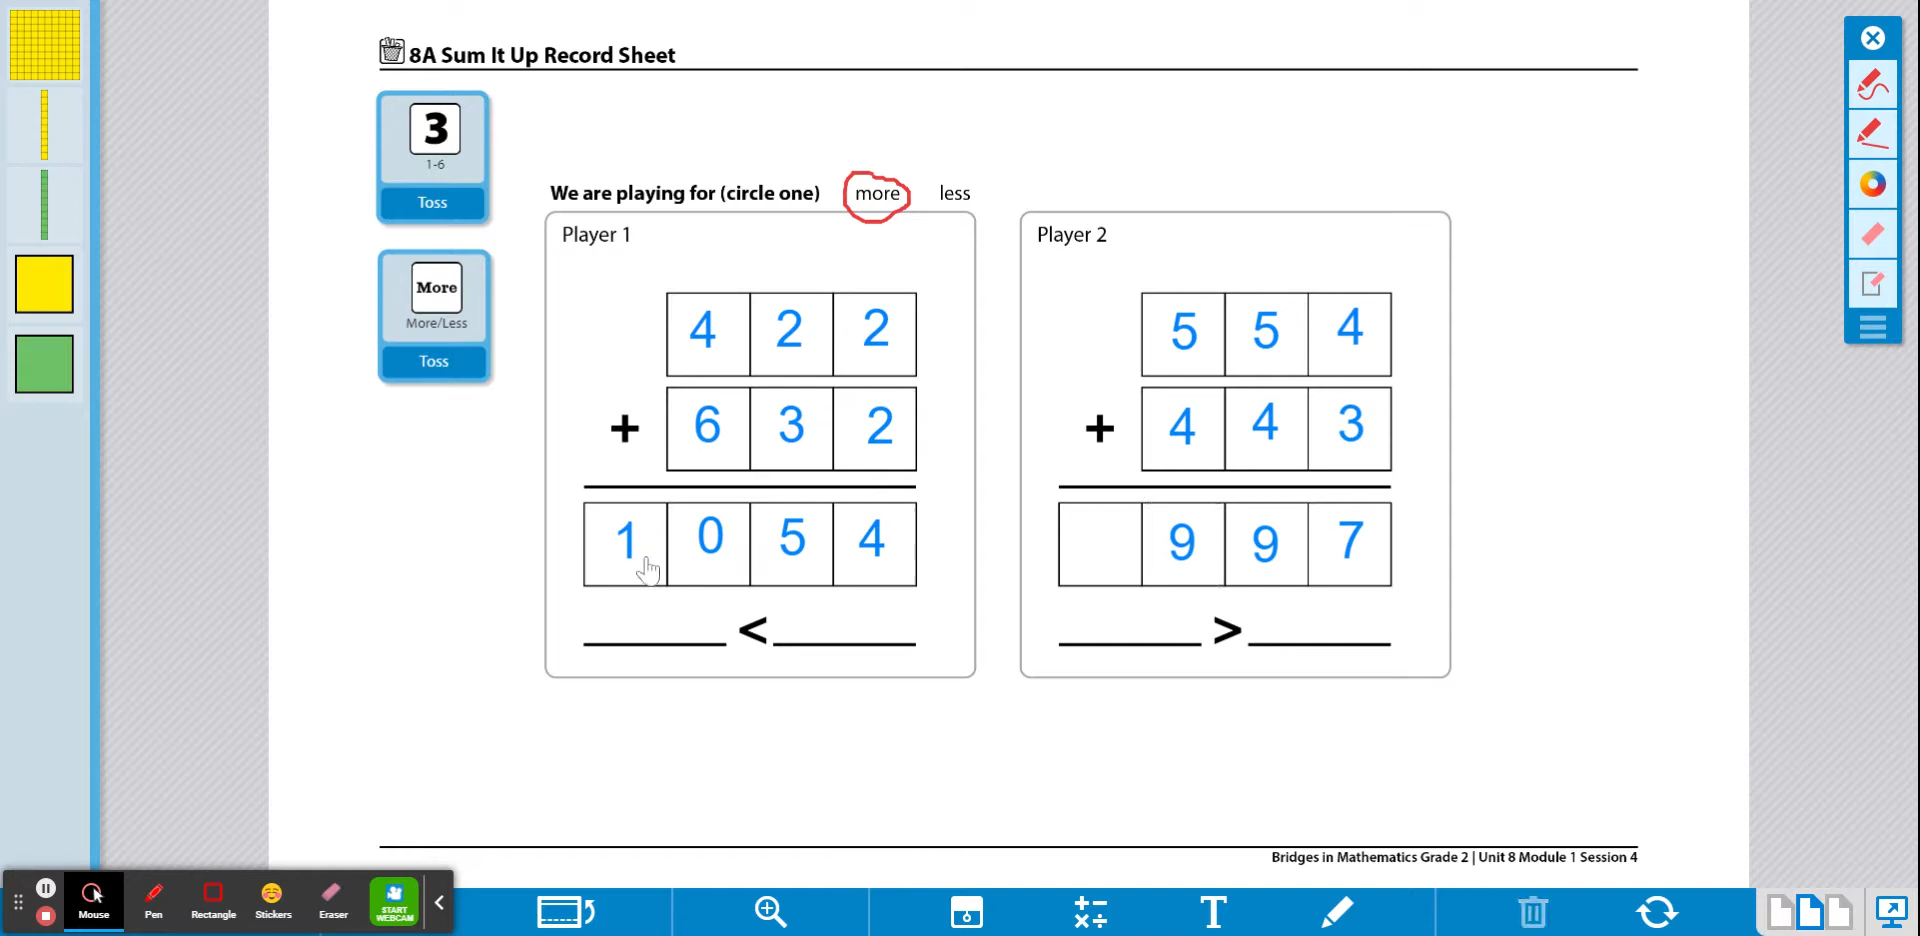 8A Sum It Up Record Sheet
3
1-6
Toss
More
More/Less
Toss
We are playing for (circle one) more less
Player 1
4 2 2
+ 6 3 2
1 0 5 4
<
Player 2
5 5 4
+ 4 4 3
9 9 7
>
Bridges in Mathematics Grade 2 | Unit 8 Module 1 Session 4
Mouse
Pen
Rectangle
Stickers
Eraser
START
WEBCAM
<
+ −
× ÷
T